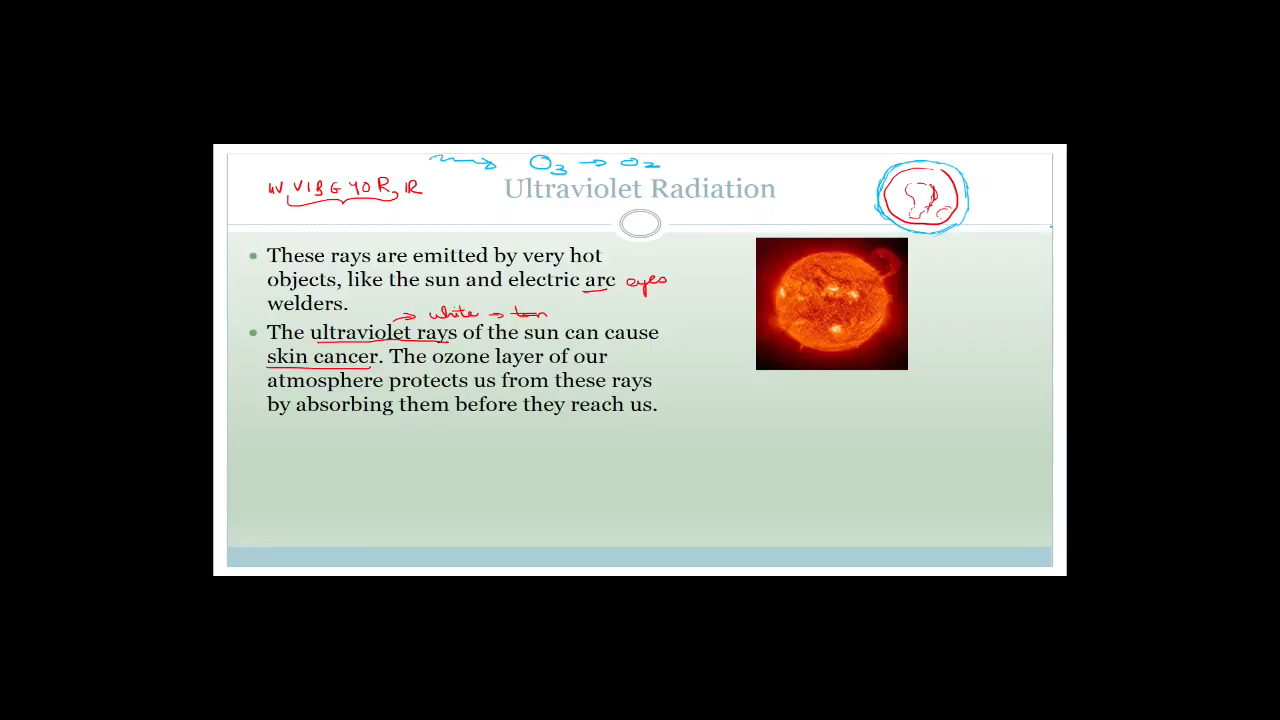 O3 → O2
UV VIBGYOR IR
Ultraviolet Radiation
• These rays are emitted by very hot
objects, like the sun and electric arc eyes
welders.
→ white → tan
• The ultraviolet rays of the sun can cause
skin cancer. The ozone layer of our
atmosphere protects us from these rays
by absorbing them before they reach us.